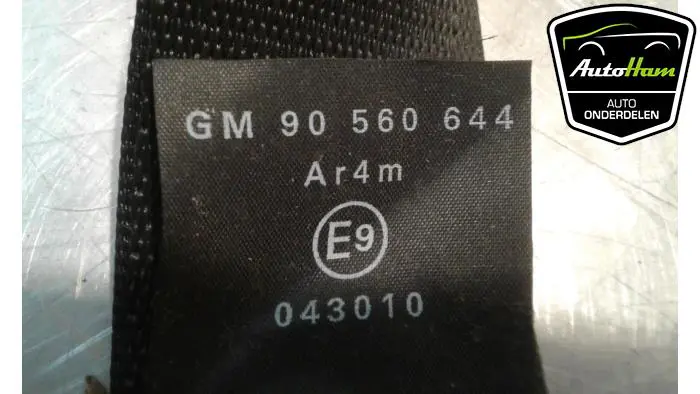 GM 90 560 644
Ar4m
E9
043010
AutoHam
AUTO
ONDERDELEN